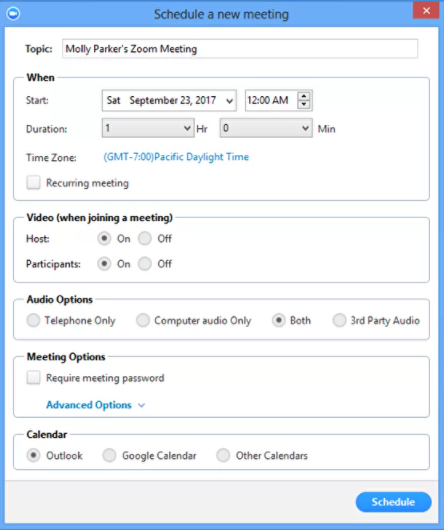 Schedule a new meeting
Topic: Molly Parker's Zoom Meeting
When
Start: Sat September 23, 2017 12:00 AM
Duration: 1 Hr 0 Min
Time Zone: (GMT-7:00)Pacific Daylight Time
Recurring meeting
Video (when joining a meeting)
Host: On Off
Participants: On Off
Audio Options
Telephone Only Computer audio Only Both 3rd Party Audio
Meeting Options
Require meeting password
Advanced Options
Calendar
Outlook Google Calendar Other Calendars
Schedule